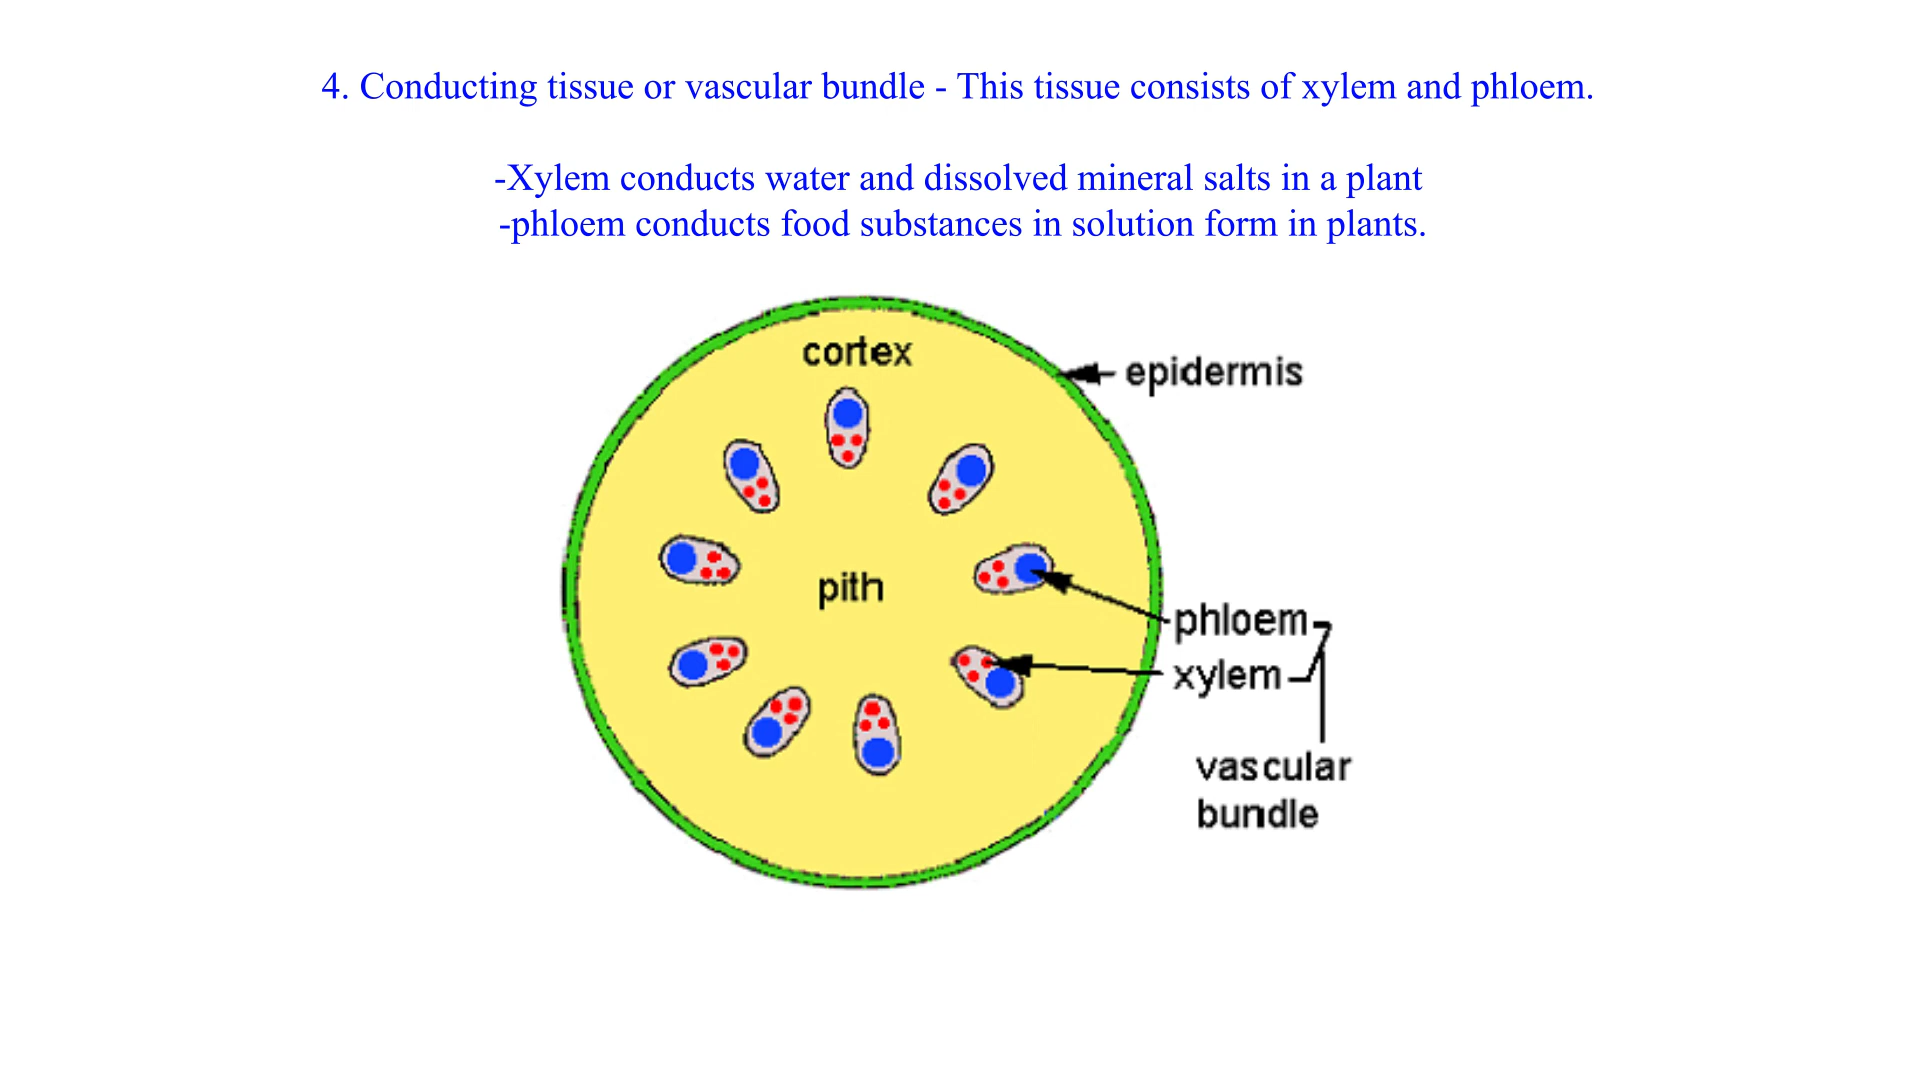 4. Conducting tissue or vascular bundle - This tissue consists of xylem and phloem.
-Xylem conducts water and dissolved mineral salts in a plant
-phloem conducts food substances in solution form in plants.
cortex
epidermis
pith
phloem
xylem
vascular
bundle